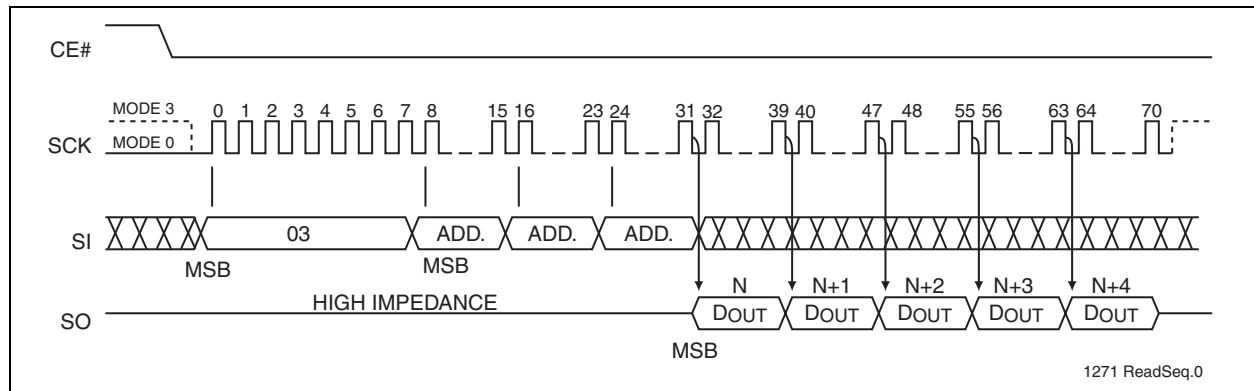 CE#
MODE 3 0 1 2 3 4 5 6 7 8 15 16 23 24 31 32 39 40 47 48 55 56 63 64 70
SCK MODE 0
SI 03 ADD. ADD. ADD.
MSB MSB
N N+1 N+2 N+3 N+4
HIGH IMPEDANCE
SO DOUT DOUT DOUT DOUT DOUT
MSB
1271 ReadSeq.0